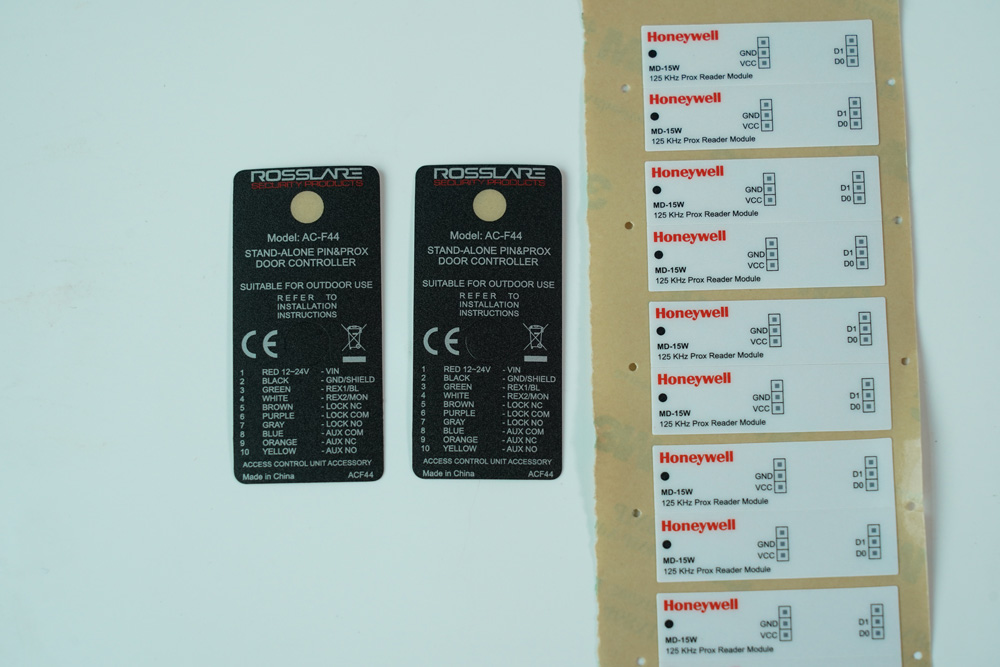 ROSSLARE
SECURITY PRODUCTS
Model: AC-F44
STAND-ALONE PIN&PROX
DOOR CONTROLLER
SUITABLE FOR OUTDOOR USE
REFER TO
INSTALLATION
INSTRUCTIONS
CE
1 RED 12~24V - VIN
2 BLACK - GND/SHIELD
3 GREEN - REX1/BL
4 WHITE - REX2/MON
5 BROWN - LOCK NC
6 PURPLE - LOCK COM
7 GRAY - LOCK NO
8 BLUE - AUX COM
9 ORANGE - AUX NC
10 YELLOW - AUX NO
ACCESS CONTROL UNIT ACCESSORY
Made in China ACF44
ROSSLARE
SECURITY PRODUCTS
Model: AC-F44
STAND-ALONE PIN&PROX
DOOR CONTROLLER
SUITABLE FOR OUTDOOR USE
REFER TO
INSTALLATION
INSTRUCTIONS
CE
1 RED 12~24V - VIN
2 BLACK - GND/SHIELD
3 GREEN - REX1/BL
4 WHITE - REX2/MON
5 BROWN - LOCK NC
6 PURPLE - LOCK COM
7 GRAY - LOCK NO
8 BLUE - AUX COM
9 ORANGE - AUX NC
10 YELLOW - AUX NO
ACCESS CONTROL UNIT ACCESSORY
Made in China ACF44
Honeywell
GND D1
VCC D0
MD-15W
125 KHz Prox Reader Module
Honeywell
GND D1
VCC D0
MD-15W
125 KHz Prox Reader Module
Honeywell
GND D1
VCC D0
MD-15W
125 KHz Prox Reader Module
Honeywell
GND D1
VCC D0
MD-15W
125 KHz Prox Reader Module
Honeywell
GND D1
VCC D0
MD-15W
125 KHz Prox Reader Module
Honeywell
GND D1
VCC D0
MD-15W
125 KHz Prox Reader Module
Honeywell
GND D1
VCC D0
MD-15W
125 KHz Prox Reader Module
Honeywell
GND D1
VCC D0
MD-15W
125 KHz Prox Reader Module
Honeywell
GND D1
VCC D0
MD-15W
125 KHz Prox Reader Module